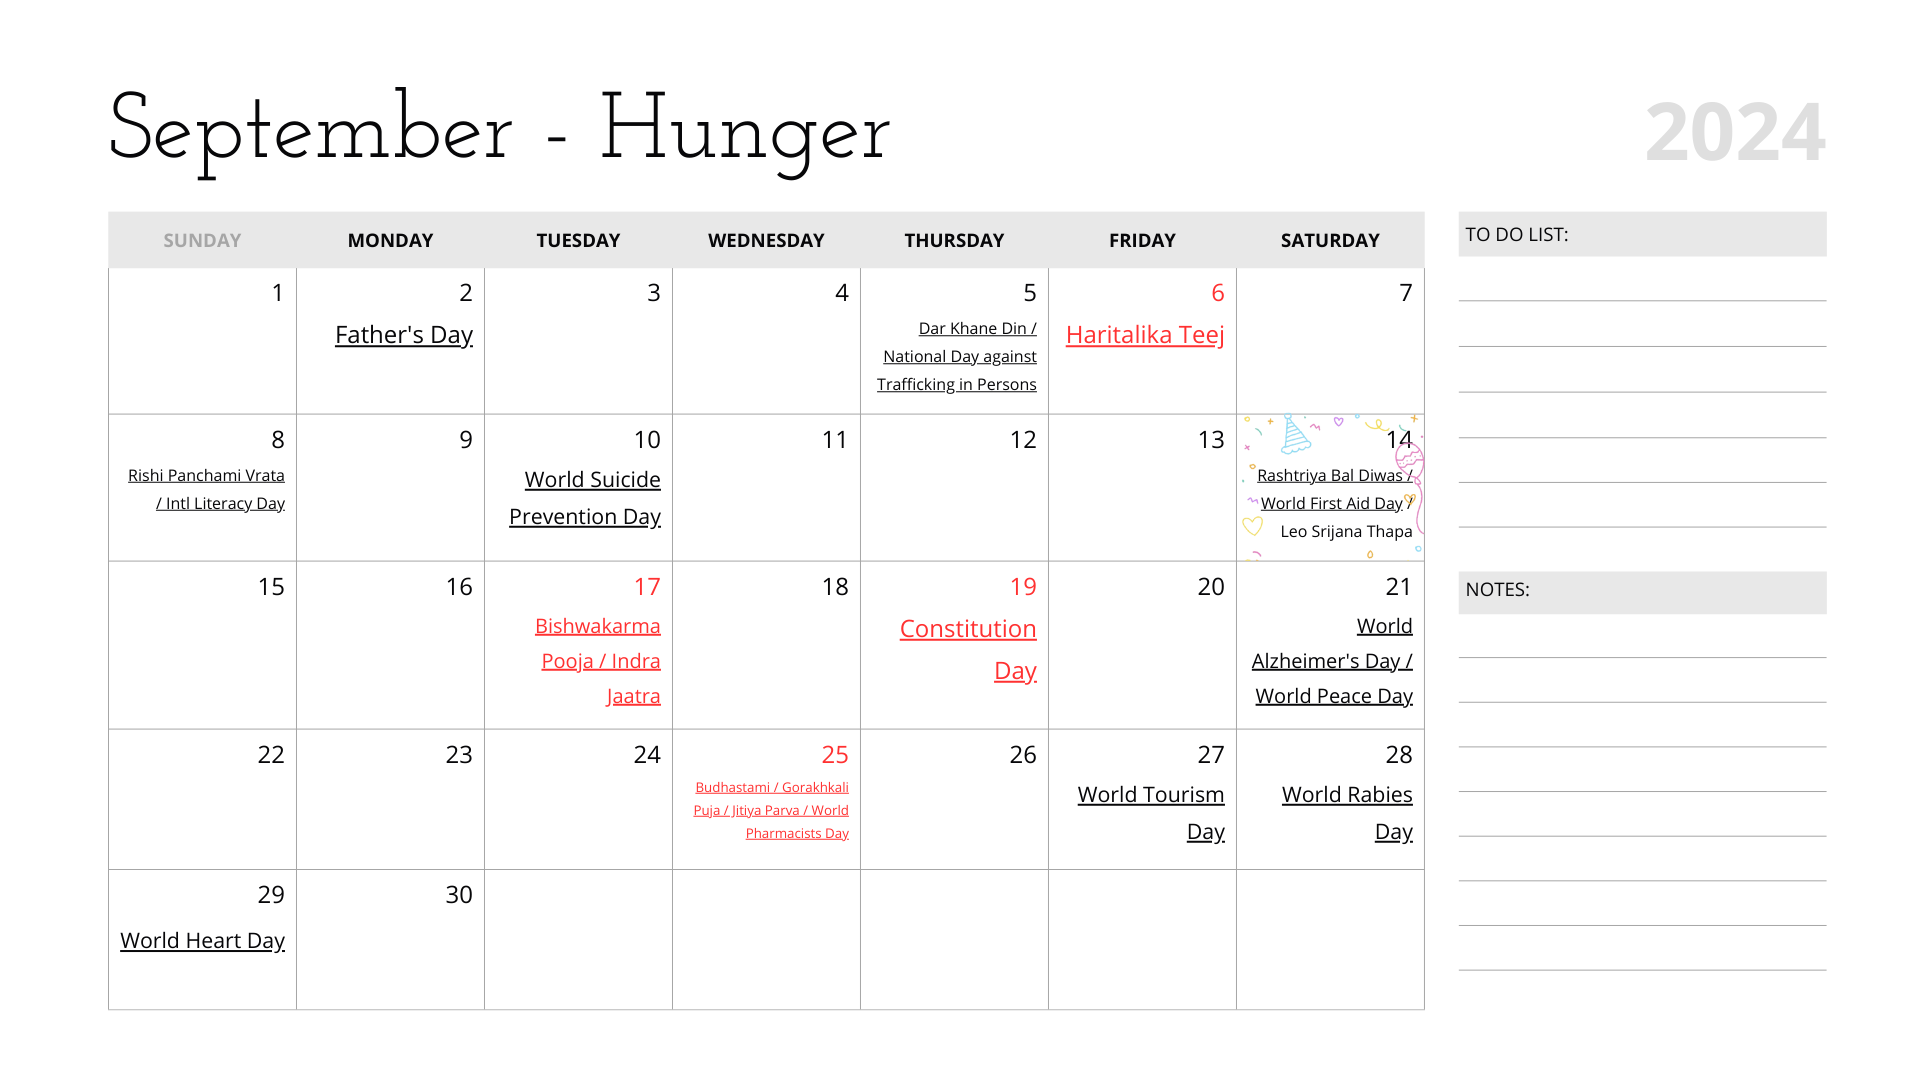 September - Hunger
2024
SUNDAY MONDAY TUESDAY WEDNESDAY THURSDAY FRIDAY SATURDAY
1
2
Father's Day
3
4
5
Dar Khane Din /
National Day against
Trafficking in Persons
6
Haritalika Teej
7
8
Rishi Panchami Vrata
/ Intl Literacy Day
9
10
World Suicide
Prevention Day
11
12
13
14
Rashtriya Bal Diwas /
World First Aid Day /
Leo Srijana Thapa
15
16
17
Bishwakarma
Pooja / Indra
Jaatra
18
19
Constitution
Day
20
21
World
Alzheimer's Day /
World Peace Day
22
23
24
25
Budhastami / Gorakhkali
Puja / Jitiya Parva / World
Pharmacists Day
26
27
World Tourism
Day
28
World Rabies
Day
29
World Heart Day
30
TO DO LIST:
NOTES: